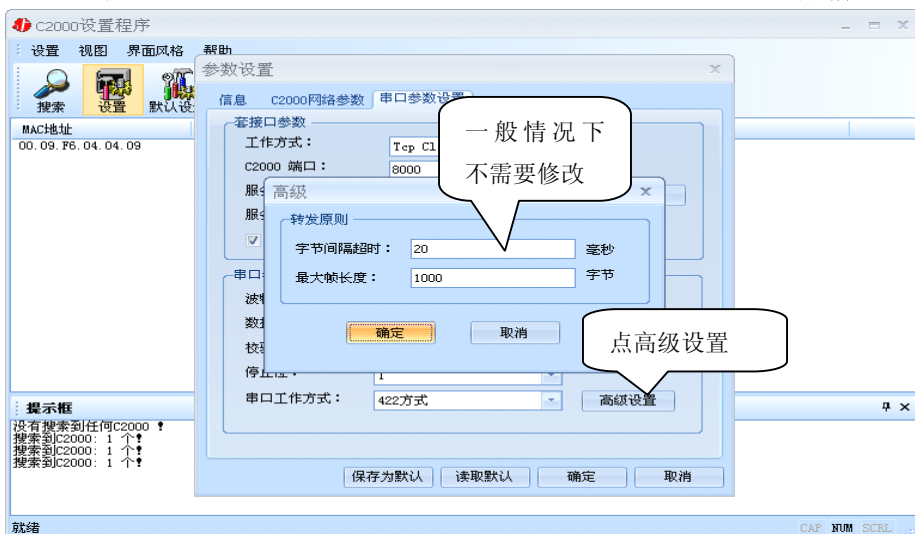 C2000设置程序
设置 视图 界面风格 帮助
搜索 设置 默认设
MAC地址
00.09.F6.04.04.09
参数设置
信息 C2000网络参数 串口参数设置
套接口参数
工作方式： Tcp Cl
C2000 端口： 8000
一般情况下
不需要修改
高级
转发原则
字节间隔超时： 20 毫秒
最大帧长度： 1000 字节
确定 取消
点高级设置
停止位： 1
串口工作方式： 422方式 高级设置
保存为默认 读取默认 确定 取消
提示框
没有搜索到任何C2000 !
搜索到C2000: 1 个!
搜索到C2000: 1 个!
搜索到C2000: 1 个!
就绪 CAP NUM SCRL